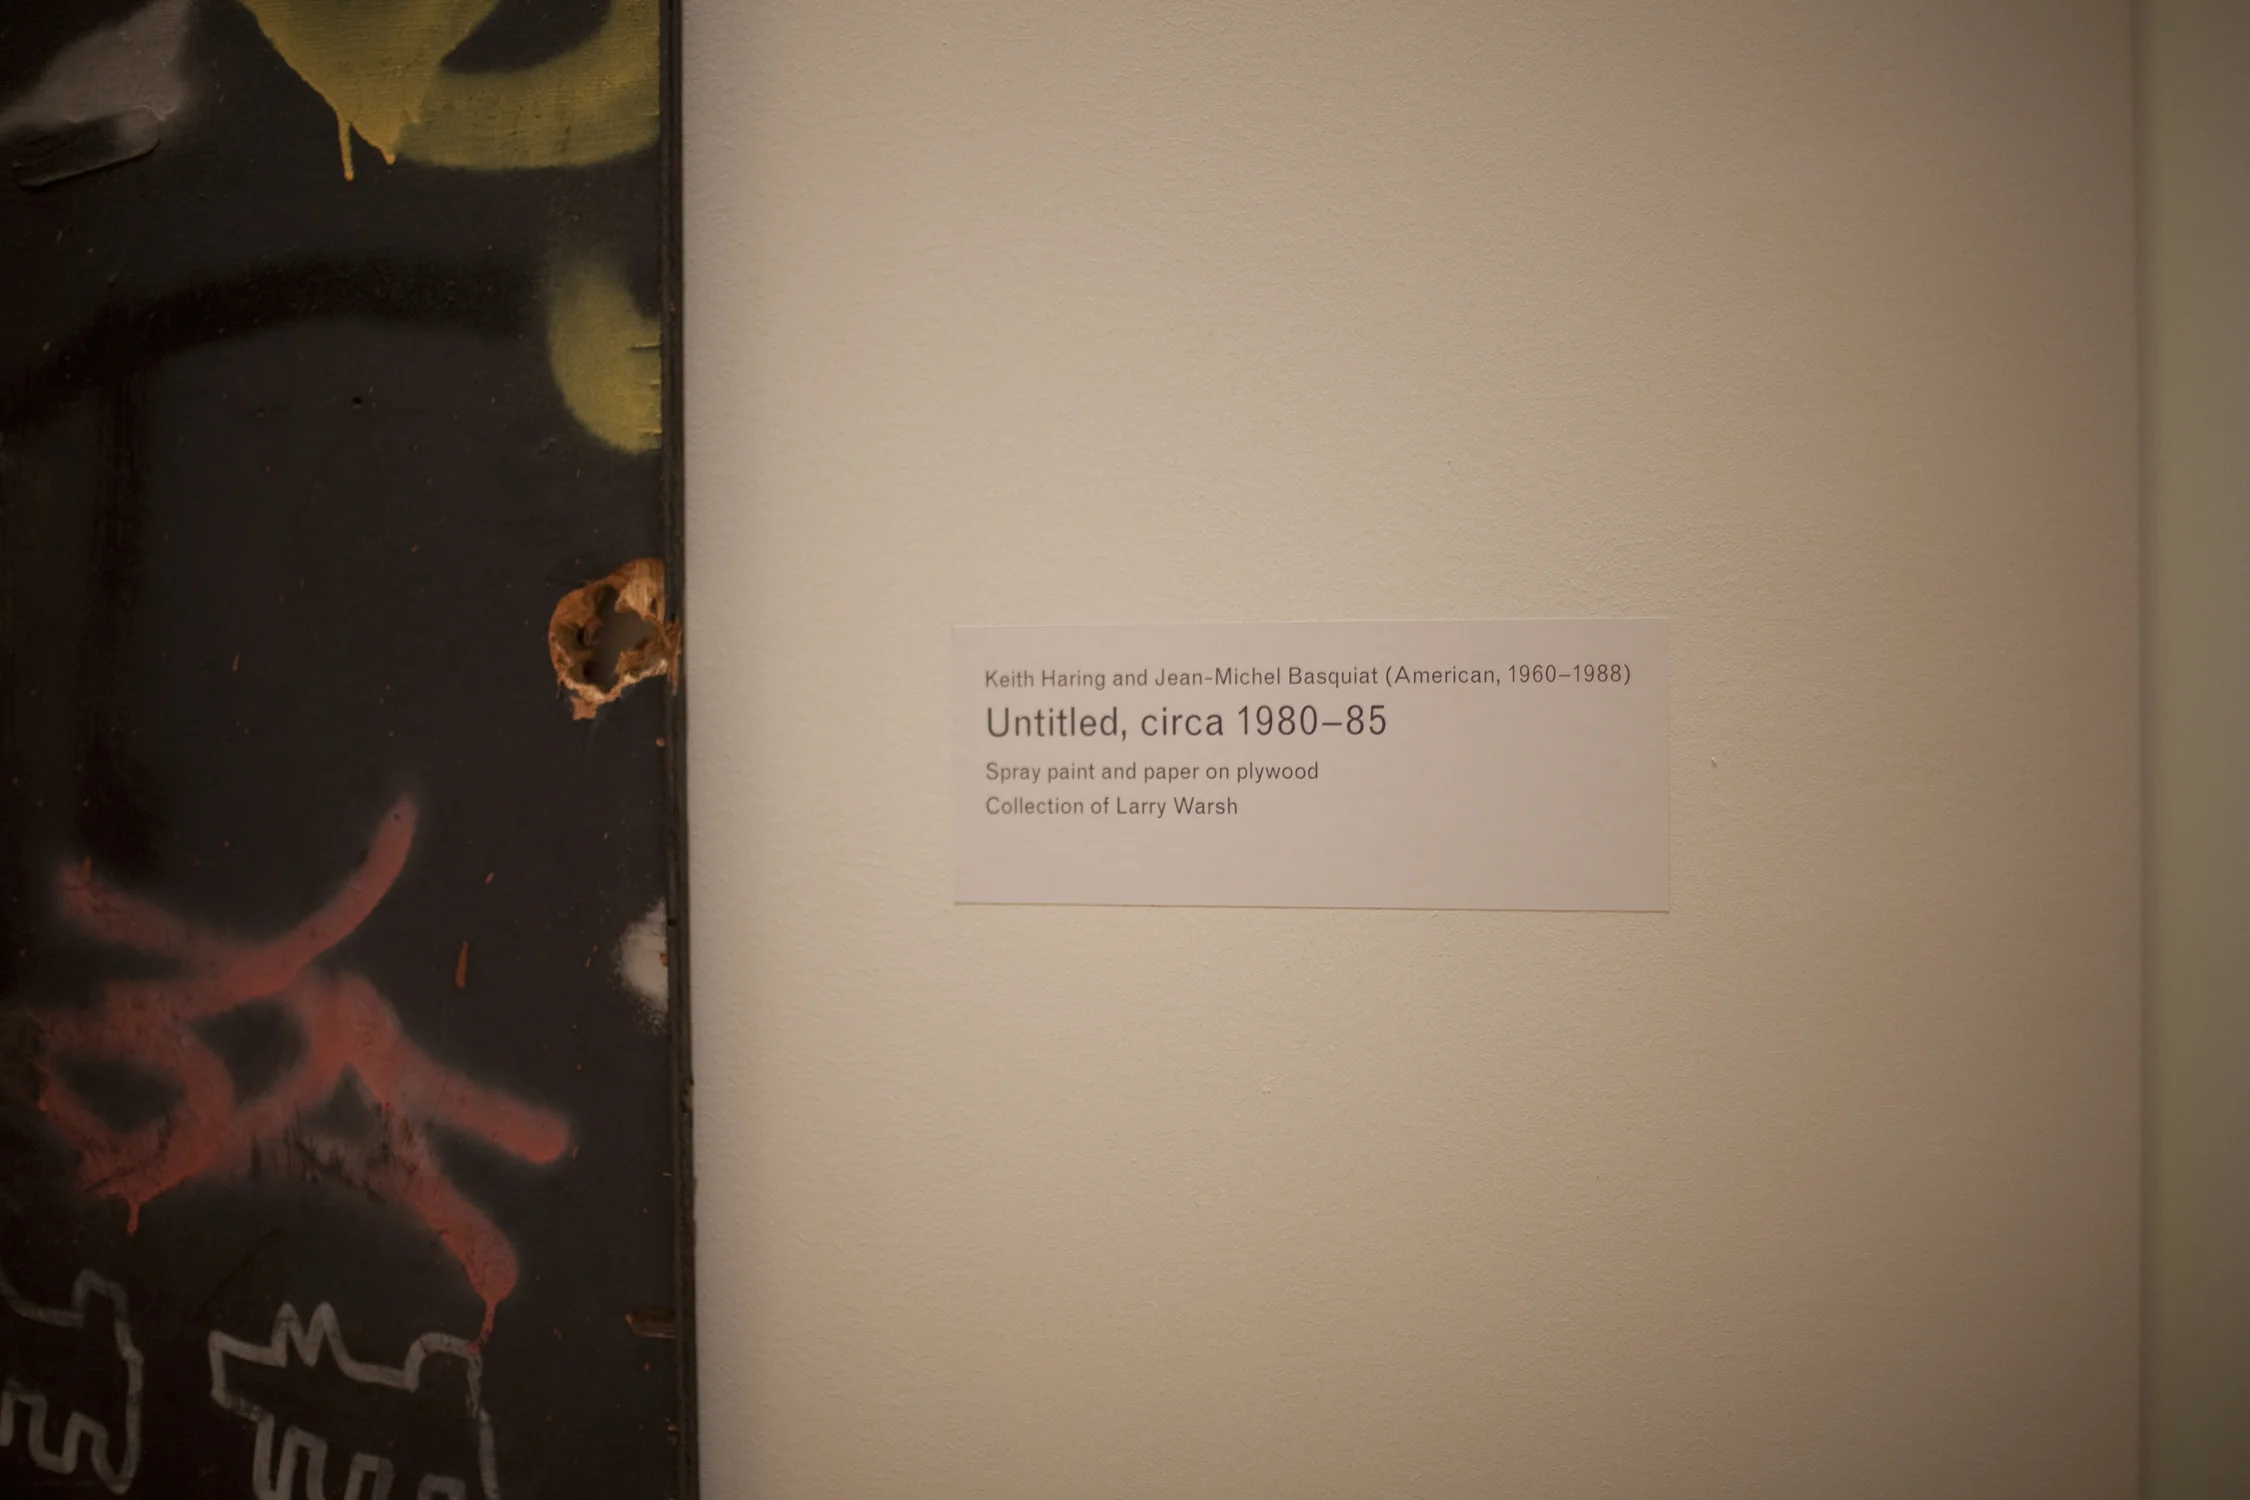 Keith Haring and Jean-Michel Basquiat (American, 1960–1988)
Untitled, circa 1980–85
Spray paint and paper on plywood
Collection of Larry Warsh